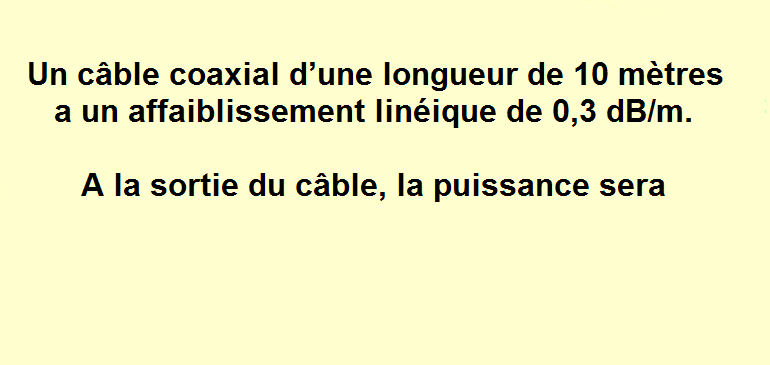 Un câble coaxial d’une longueur de 10 mètres
a un affaiblissement linéique de 0,3 dB/m.
A la sortie du câble, la puissance sera